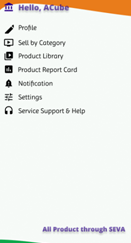 Hello, ACube
Profile
Sell by Category
Product Library
Product Report Card
Notification
Settings
Service Support & Help
All Product through SEVA